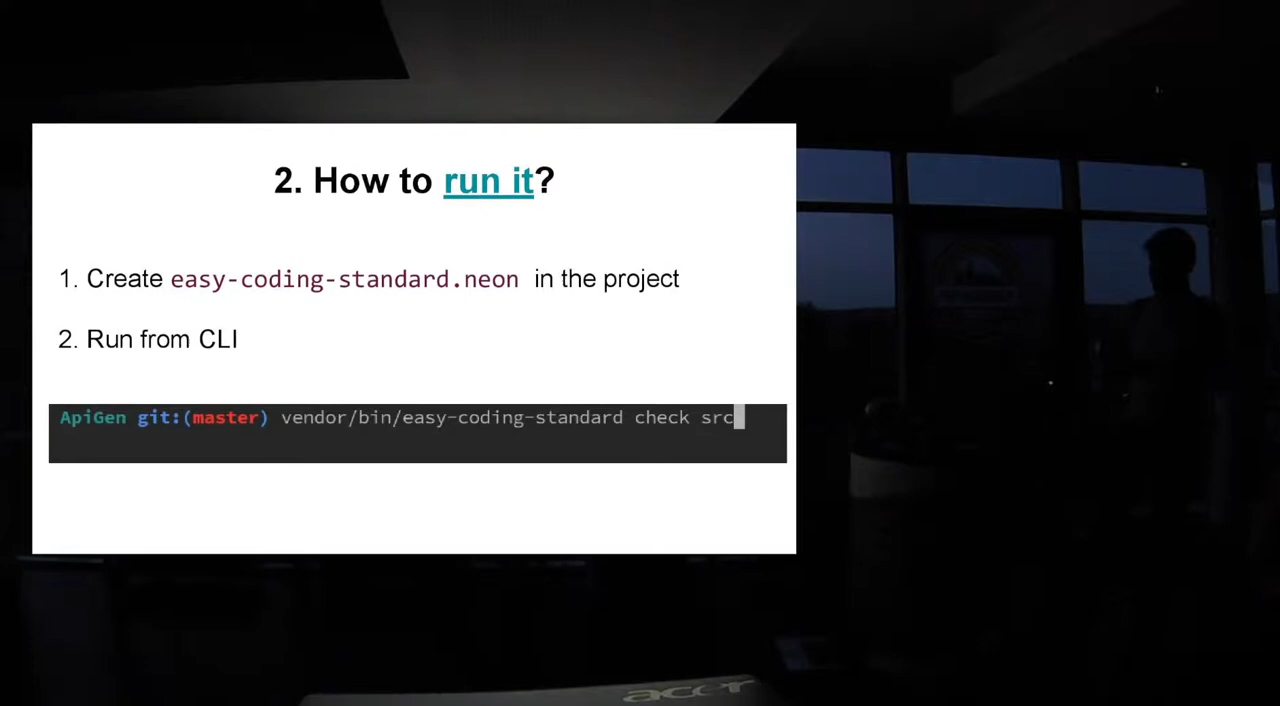 2. How to run it?
1. Create easy-coding-standard.neon in the project
2. Run from CLI
ApiGen git:(master) vendor/bin/easy-coding-standard check src
acer